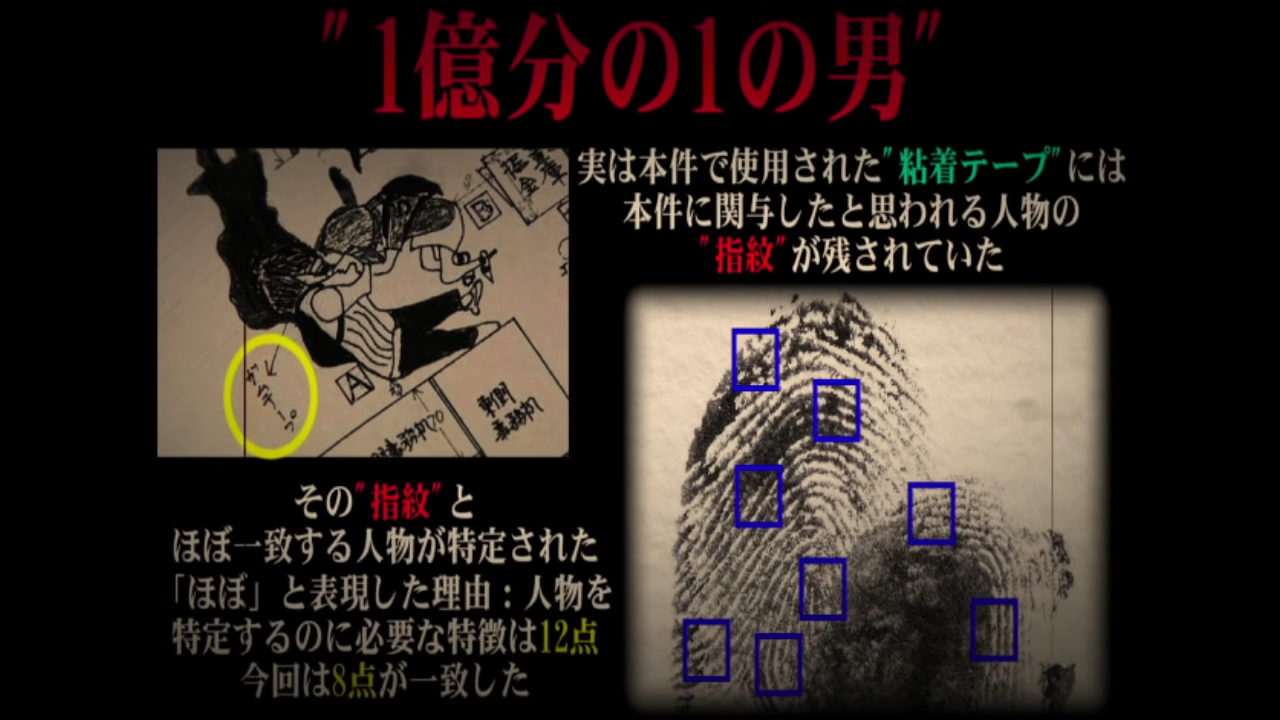 "1億分の1の男"
実は本件で使用された"粘着テープ"には
本件に関与したと思われる人物の
"指紋"が残されていた
B
A
ガムテープ
その"指紋"と
ほぼ一致する人物が特定された
「ほぼ」と表現した理由：人物を
特定するのに必要な特徴は12点
今回は8点が一致した